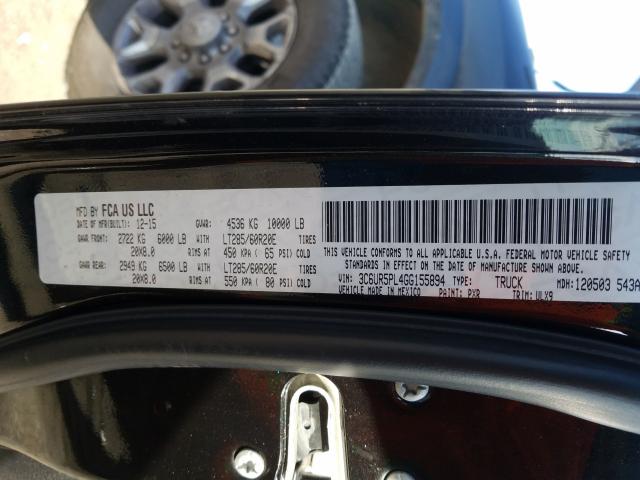 MFD BY FCA US LLC
DATE OF MFR(BUILT): 12-15 GVWR: 4536 KG 10000 LB
GAWR FRONT: 2722 KG 6000 LB WITH LT285/60R20E TIRES
20X8.0 RIMS AT 450 KPA ( 65 PSI) COLD
GAWR REAR: 2949 KG 6500 LB WITH LT285/60R20E TIRES
20X8.0 RIMS AT 550 KPA ( 80 PSI) COLD
THIS VEHICLE CONFORMS TO ALL APPLICABLE U.S.A. FEDERAL MOTOR VEHICLE SAFETY
STANDARDS IN EFFECT ON THE DATE OF MANUFACTURE SHOWN ABOVE.
VIN: 3C6UR5PL4GG155894 TYPE: TRUCK MDH: 120503 543A
VEHICLE MADE IN MEXICO PAINT: PXR TRIM: VLX9